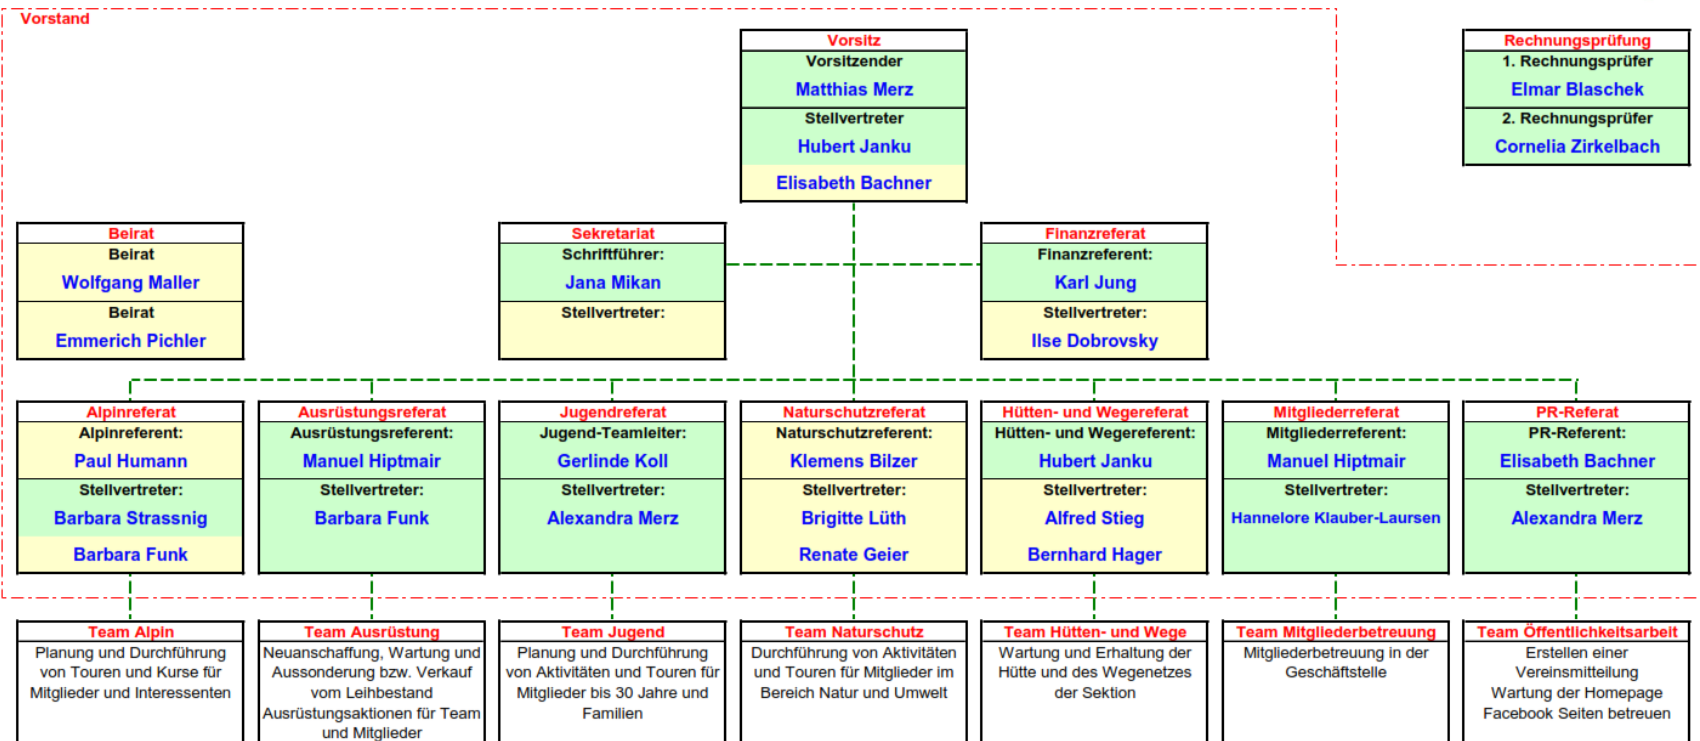 Vorstand
Vorsitz
Vorsitzender
Matthias Merz
Stellvertreter
Hubert Janku
Elisabeth Bachner
Rechnungsprüfung
1. Rechnungsprüfer
Elmar Blaschek
2. Rechnungsprüfer
Cornelia Zirkelbach
Beirat
Beirat
Wolfgang Maller
Beirat
Emmerich Pichler
Sekretariat
Schriftführer:
Jana Mikan
Stellvertreter:
Finanzreferat
Finanzreferent:
Karl Jung
Stellvertreter:
Ilse Dobrovsky
Alpinreferat
Alpinreferent:
Paul Humann
Stellvertreter:
Barbara Strassnig
Barbara Funk
Ausrüstungsreferat
Ausrüstungsreferent:
Manuel Hiptmair
Stellvertreter:
Barbara Funk
Jugendreferat
Jugend-Teamleiter:
Gerlinde Koll
Stellvertreter:
Alexandra Merz
Naturschutzreferat
Naturschutzreferent:
Klemens Bilzer
Stellvertreter:
Brigitte Lüth
Renate Geier
Hütten- und Wegereferat
Hütten- und Wegereferent:
Hubert Janku
Stellvertreter:
Alfred Stieg
Bernhard Hager
Mitgliederreferat
Mitgliederreferent:
Manuel Hiptmair
Stellvertreter:
Hannelore Klauber-Laursen
PR-Referat
PR-Referent:
Elisabeth Bachner
Stellvertreter:
Alexandra Merz
Team Alpin
Planung und Durchführung
von Touren und Kurse für
Mitglieder und Interessenten
Team Ausrüstung
Neuanschaffung, Wartung und
Aussonderung bzw. Verkauf
vom Leihbestand
Ausrüstungsaktionen für Team
und Mitglieder
Team Jugend
Planung und Durchführung
von Aktivitäten und Touren für
Mitglieder bis 30 Jahre und
Familien
Team Naturschutz
Durchführung von Aktivitäten
und Touren für Mitglieder im
Bereich Natur und Umwelt
Team Hütten- und Wege
Wartung und Erhaltung der
Hütte und des Wegenetzes
der Sektion
Team Mitgliederbetreuung
Mitgliederbetreuung in der
Geschäftstelle
Team Öffentlichkeitsarbeit
Erstellen einer
Vereinsmitteilung
Wartung der Homepage
Facebook Seiten betreuen